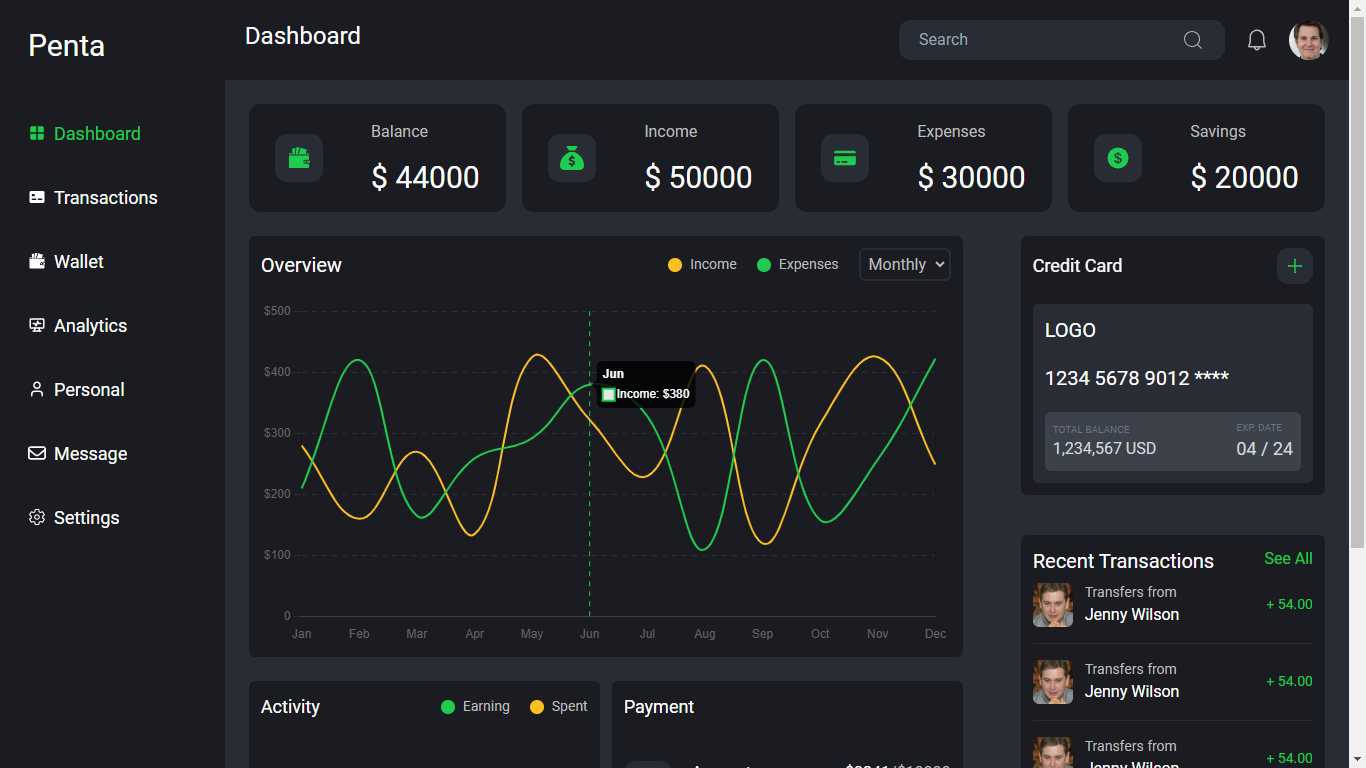 Penta
Dashboard
Search
Dashboard
Transactions
Wallet
Analytics
Personal
Message
Settings
Balance
$ 44000
Income
$ 50000
Expenses
$ 30000
Savings
$ 20000
Overview
Income
Expenses
Monthly
$500
$400
$300
$200
$100
0
Jun
Income: $380
Jan Feb Mar Apr May Jun Jul Aug Sep Oct Nov Dec
Credit Card
LOGO
1234 5678 9012 ****
TOTAL BALANCE
1,234,567 USD
EXP. DATE
04 / 24
Recent Transactions
See All
Transfers from
Jenny Wilson
+ 54.00
Transfers from
Jenny Wilson
+ 54.00
Transfers from
Jenny Wilson
+ 54.00
Activity
Earning
Spent
Payment